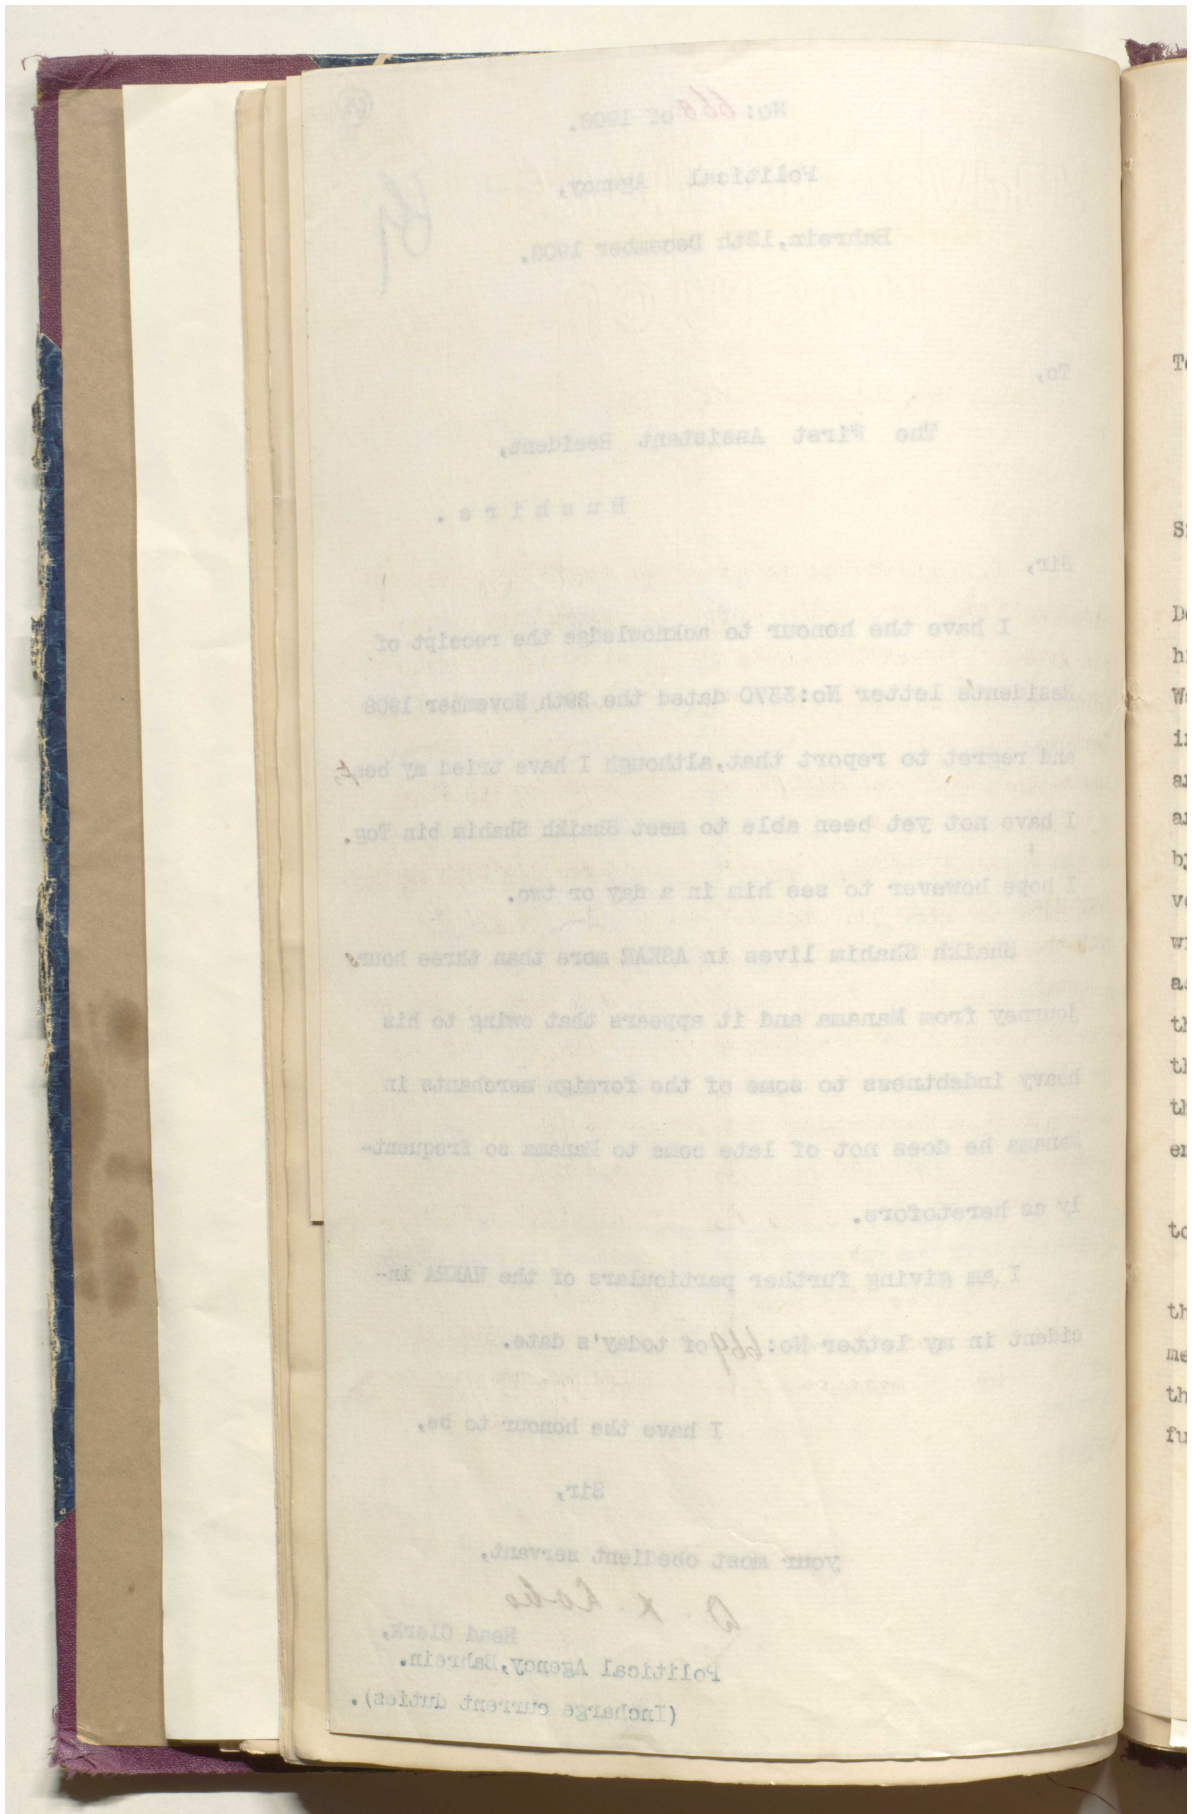 No: 668 of 1908.
Political Agency,
Bahrein, 12th December 1908.
To,
The First Assistant Resident,
Bushire.
Sir,
I have the honour to acknowledge the receipt of
Resident's letter No: 3370 dated the 29th November 1908
and regret to report that, although I have tried my best,
I have not yet been able to meet Shaikh Shahim bin Tog.
I hope however to see him in a day or two.
Shaikh Shahim lives in ASKAR more than three hours
journey from Manama and it appears that owing to his
heavy indebtness to some of the foreign merchants in
Manama he does not of late come to Manama so frequent-
ly as heretofore.
I am giving further particulars of the WAKRA in-
cident in my letter No: 669 of today's date.
I have the honour to be,
Sir,
your most obedient servant,
Head Clerk,
Political Agency, Bahrein.
(Incharge current duties).